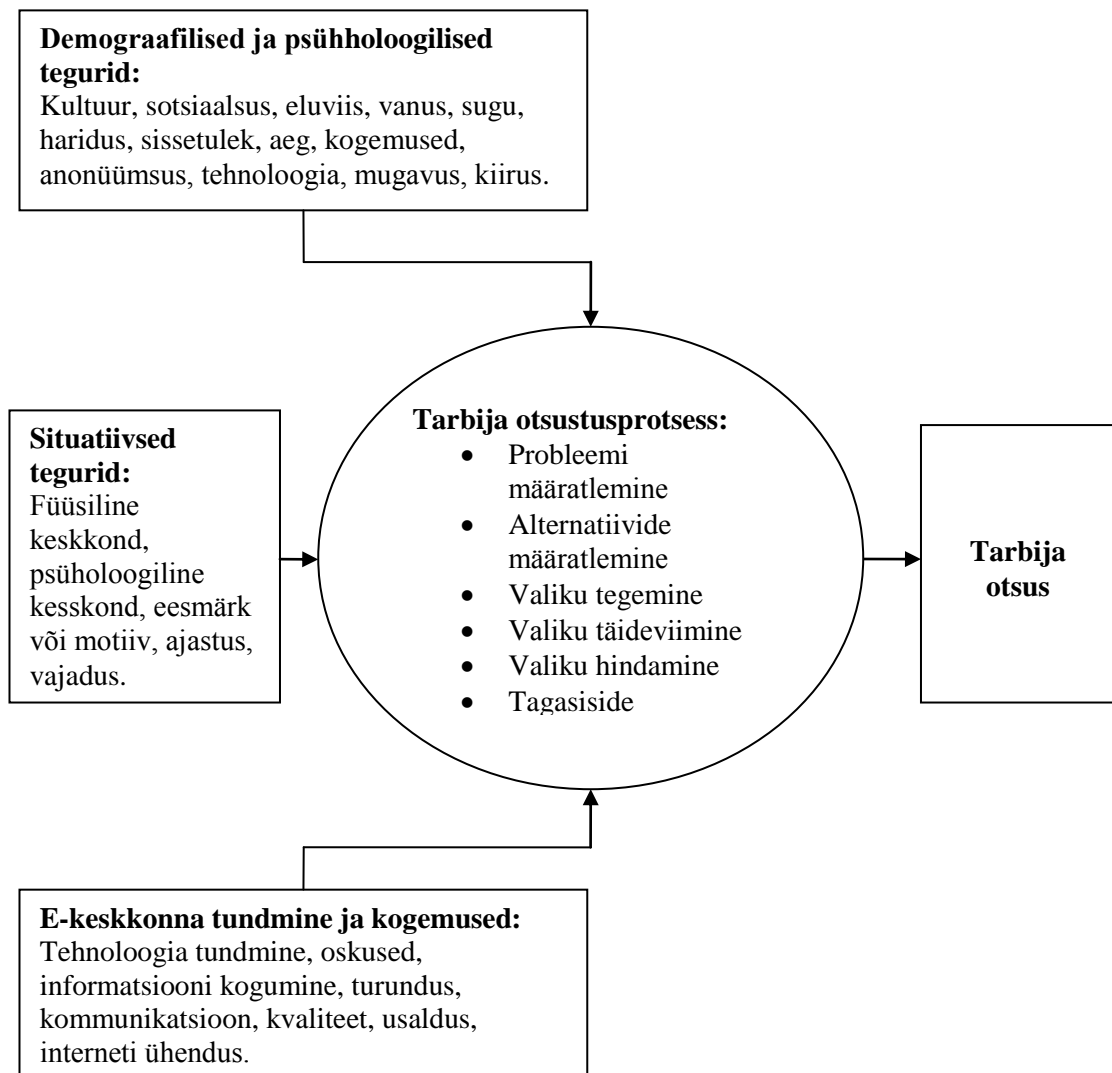 Demograafilised ja psühholoogilised
tegurid:
Kultuur, sotsiaalsus, eluviis, vanus, sugu,
haridus, sissetulek, aeg, kogemused,
anonüümsus, tehnoloogia, mugavus, kiirus.
Situatiivsed
tegurid:
Füüsiline
keskkond,
psüholoogiline
kesskond, eesmärk
või motiiv, ajastus,
vajadus.
Tarbija otsustusprotsess:
• Probleemi
määratlemine
• Alternatiivide
määratlemine
• Valiku tegemine
• Valiku täideviimine
• Valiku hindamine
• Tagasiside
Tarbija
otsus
E-keskkonna tundmine ja kogemused:
Tehnoloogia tundmine, oskused,
informatsiooni kogumine, turundus,
kommunikatsioon, kvaliteet, usaldus,
interneti ühendus.